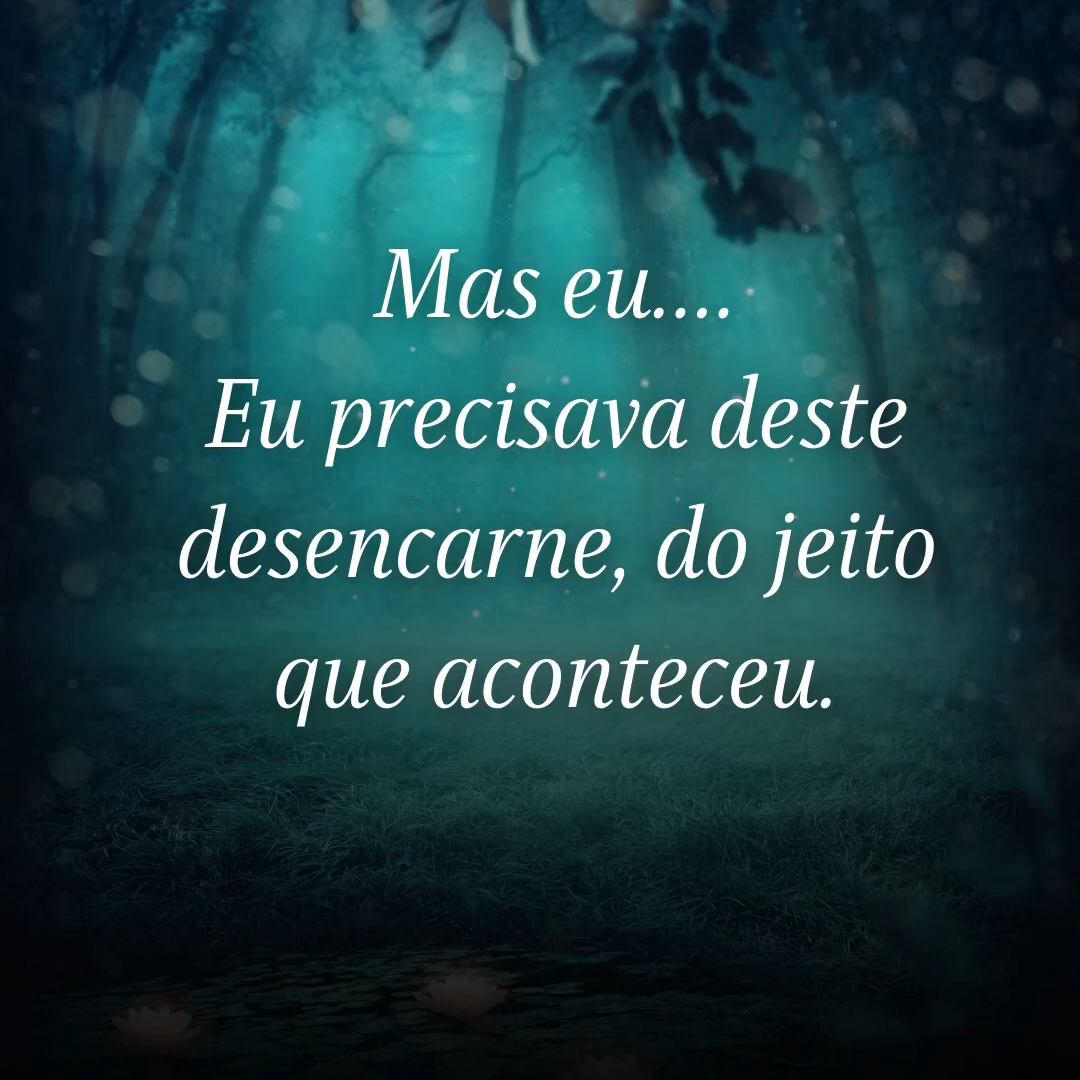 Mas eu....
Eu precisava deste
desencarne, do jeito
que aconteceu.